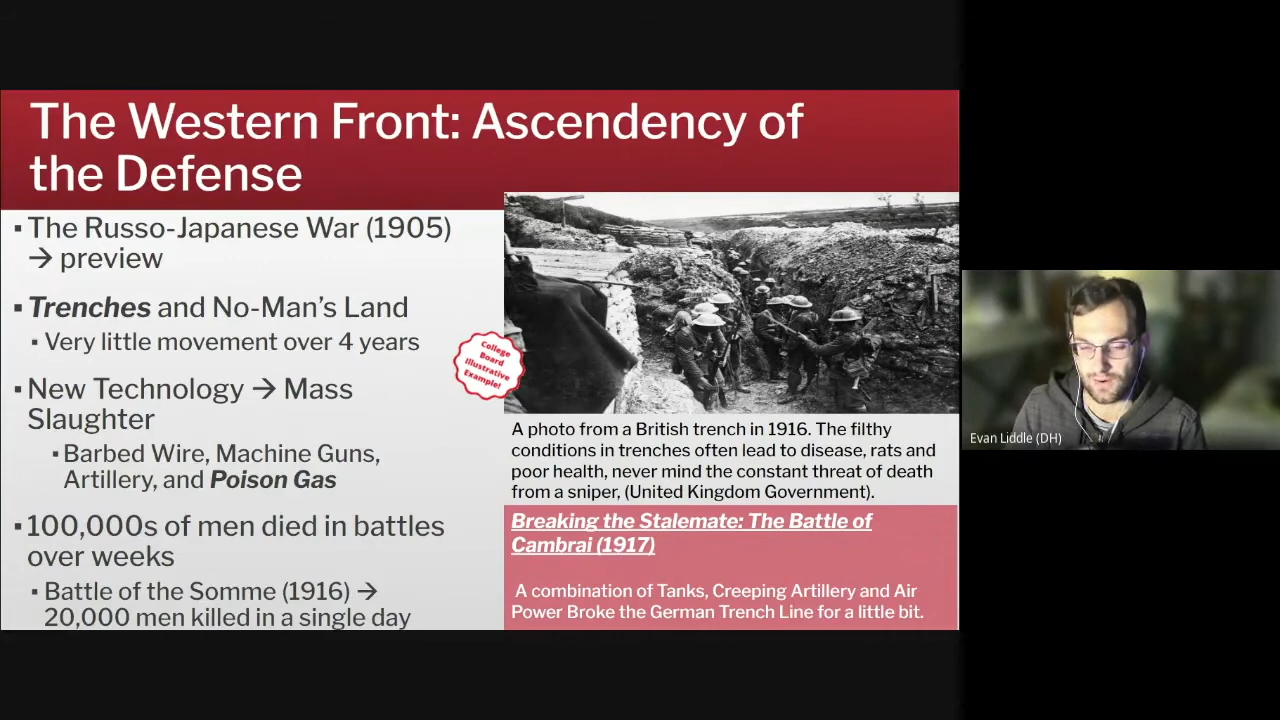 The Western Front: Ascendency of
the Defense
▪The Russo-Japanese War (1905)
→ preview
▪Trenches and No-Man’s Land
▪ Very little movement over 4 years
▪New Technology → Mass
Slaughter
▪Barbed Wire, Machine Guns,
Artillery, and Poison Gas
▪100,000s of men died in battles
over weeks
▪ Battle of the Somme (1916) →
20,000 men killed in a single day
College
Board
Illustrative
Example!
A photo from a British trench in 1916. The filthy
conditions in trenches often lead to disease, rats and
poor health, never mind the constant threat of death
from a sniper, (United Kingdom Government).
Breaking the Stalemate: The Battle of
Cambrai (1917)
A combination of Tanks, Creeping Artillery and Air
Power Broke the German Trench Line for a little bit.
Evan Liddle (DH)